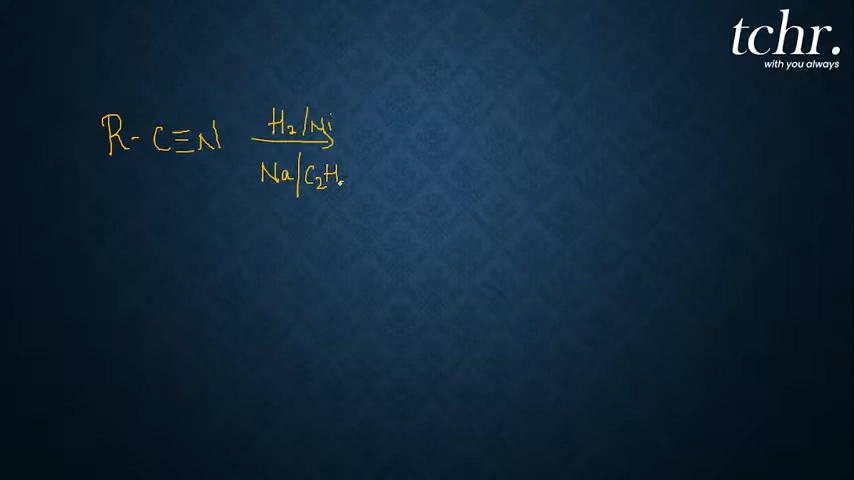 tchr.
with you always
R- C≡N H₂/Ni
Na/C₂H